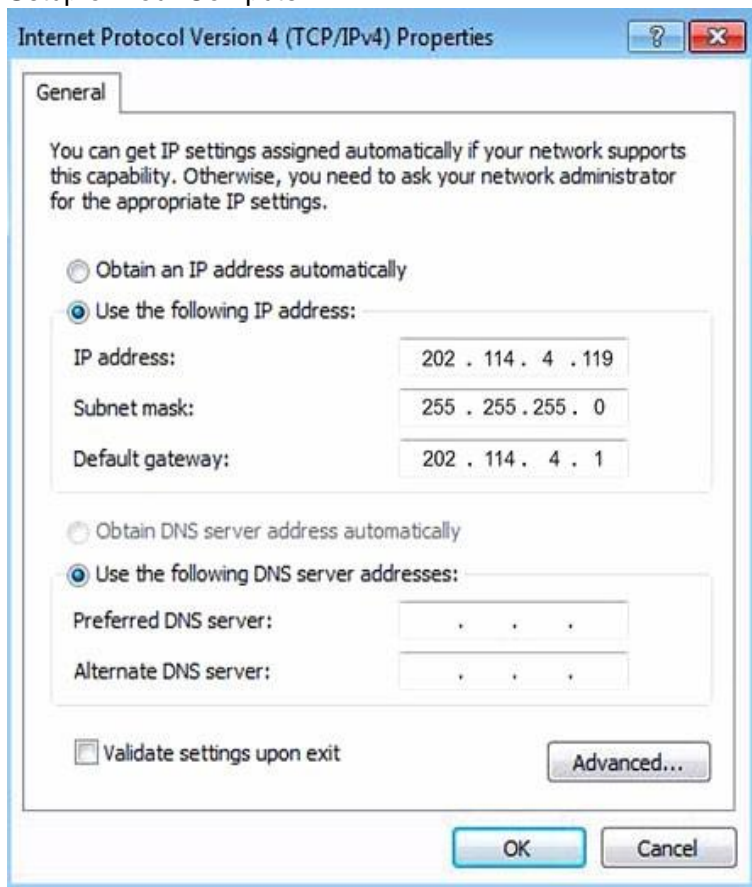 Internet Protocol Version 4 (TCP/IPv4) Properties
General
You can get IP settings assigned automatically if your network supports
this capability. Otherwise, you need to ask your network administrator
for the appropriate IP settings.
Obtain an IP address automatically
Use the following IP address:
IP address: 202 . 114 . 4 . 119
Subnet mask: 255 . 255 . 255 . 0
Default gateway: 202 . 114 . 4 . 1
Obtain DNS server address automatically
Use the following DNS server addresses:
Preferred DNS server: . . .
Alternate DNS server: . . .
Validate settings upon exit
Advanced...
OK Cancel